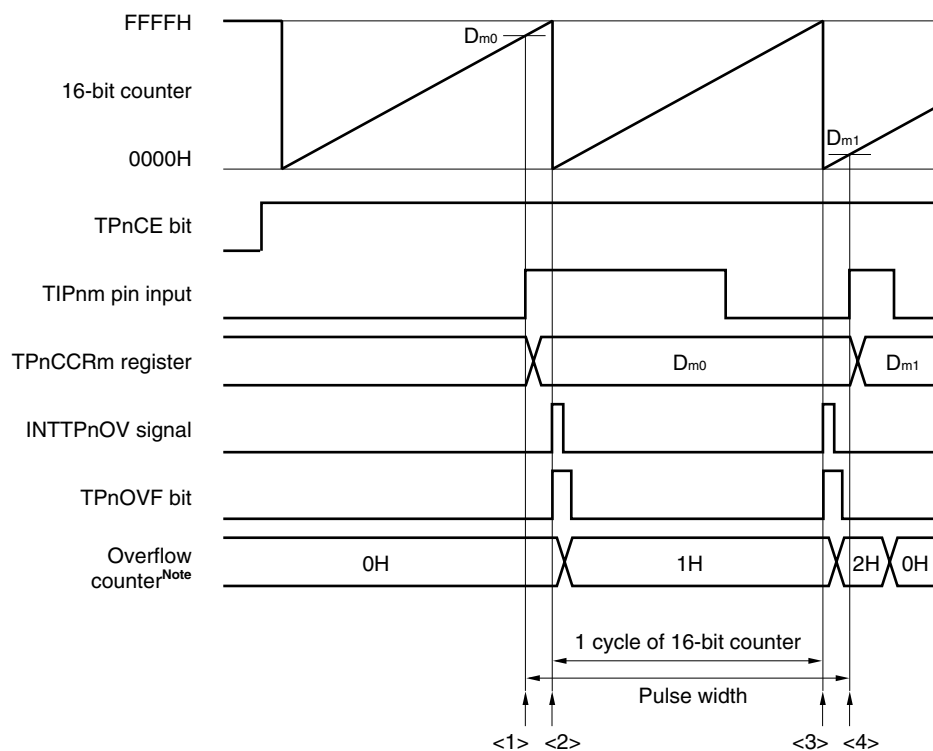 FFFFH
Dm0
16-bit counter
0000H
Dm1
TPnCE bit
TIPnm pin input
TPnCCRm register
Dm0
Dm1
INTTPnOV signal
TPnOVF bit
Overflow
counterNote
0H
1H
2H
0H
1 cycle of 16-bit counter
Pulse width
<1> <2> <3> <4>